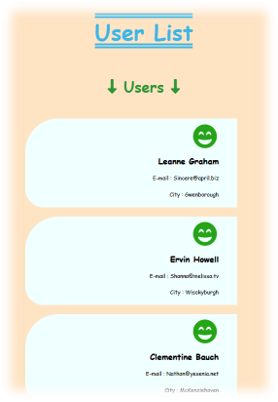 User List
🠃 Users 🠃
Leanne Graham
E-mail : Sincere@april.biz
City : Gwenborough
Ervin Howell
E-mail : Shanna@melissa.tv
City : Wisokyburgh
Clementine Bauch
E-mail : Nathan@yesenia.net
City : McKenziehaven